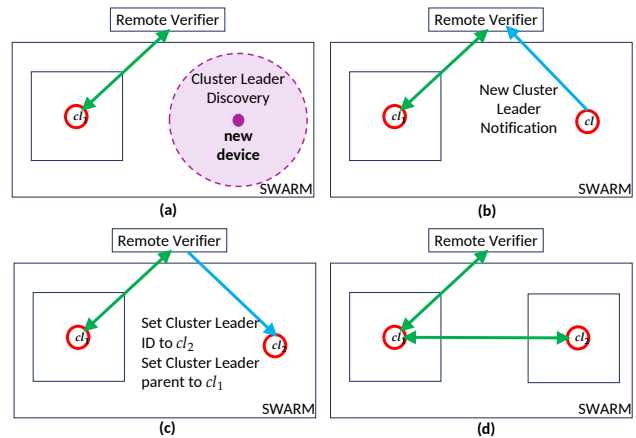 Remote Verifier
cl1
Cluster Leader
Discovery
new
device
SWARM
(a)
Remote Verifier
cl1
New Cluster
Leader
Notification
cl
SWARM
(b)
Remote Verifier
cl1
Set Cluster Leader
ID to cl2
Set Cluster Leader
parent to cl1
cl2
SWARM
(c)
Remote Verifier
cl1
cl2
SWARM
(d)